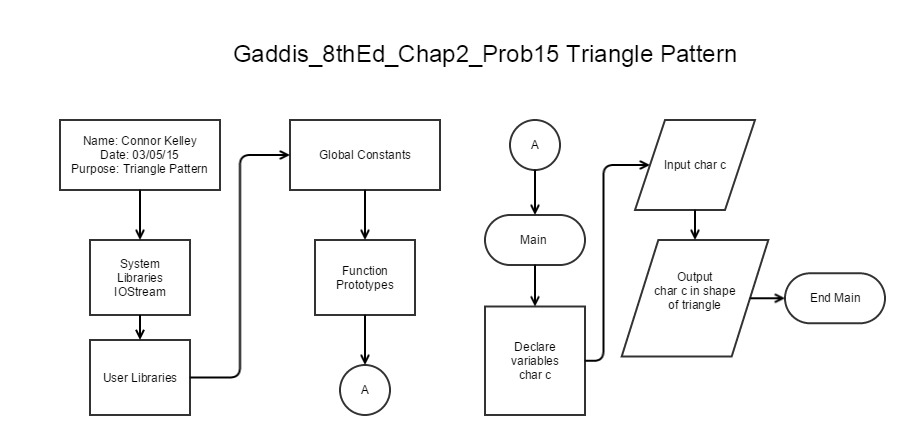 Gaddis_8thEd_Chap2_Prob15 Triangle Pattern
Name: Connor Kelley
Date: 03/05/15
Purpose: Triangle Pattern
System
Libraries
IOStream
User Libraries
Global Constants
Function
Prototypes
A
A
Main
Declare
variables
char c
Input char c
Output
char c in shape
of triangle
End Main